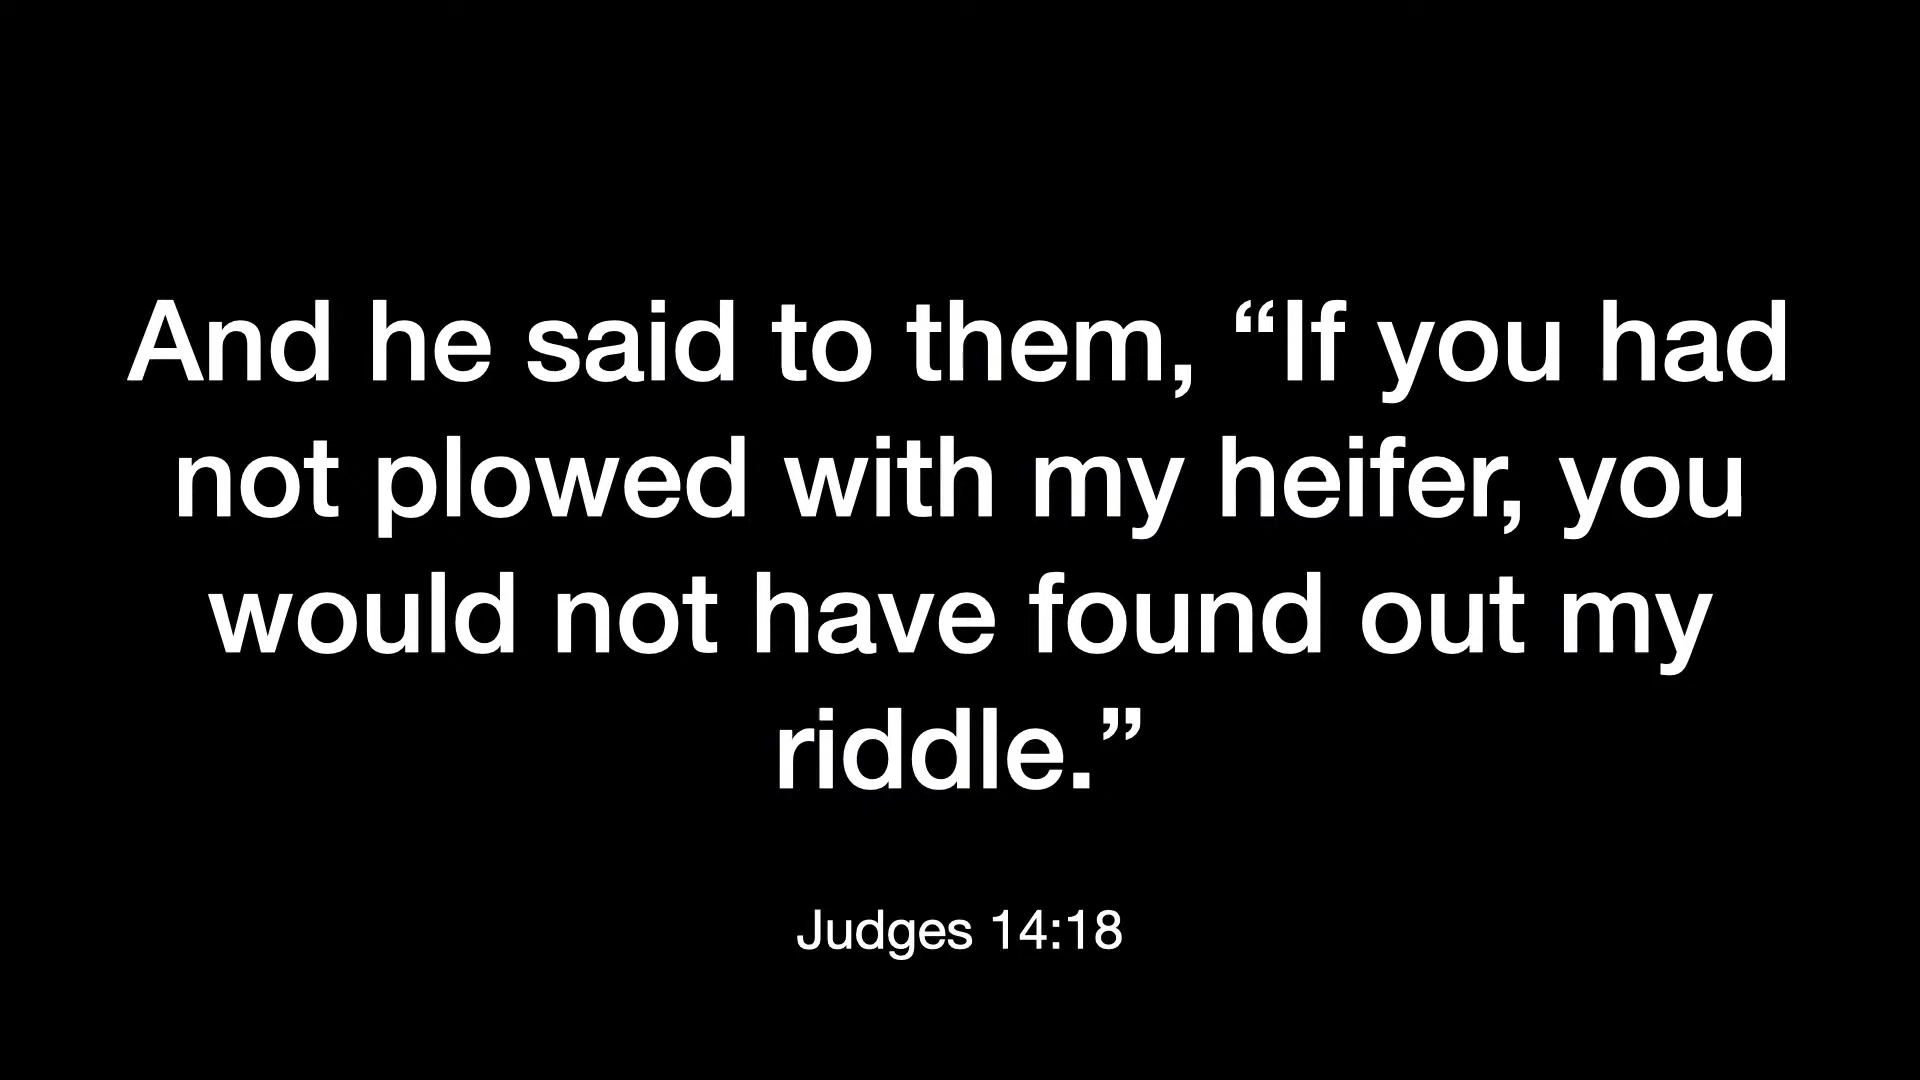 And he said to them, “If you had
not plowed with my heifer, you
would not have found out my
riddle.”
Judges 14:18